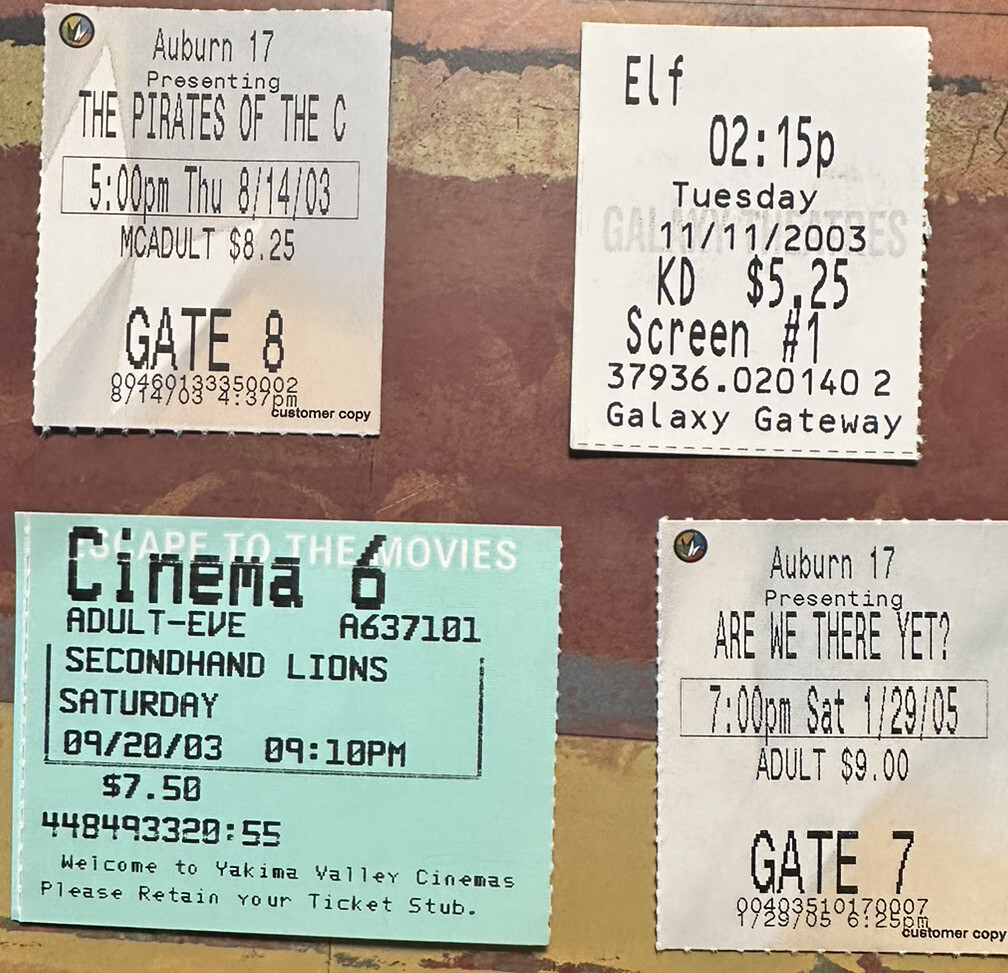 Auburn 17
Presenting
THE PIRATES OF THE C
5:00pm Thu 8/14/03
MCADULT $8.25
GATE 8
00460133350002
8/14/03 4:37pm
customer copy
Elf
02:15p
GALAXY THEATRES
Tuesday
11/11/2003
KD $5.25
Screen #1
37936.020140 2
Galaxy Gateway
ESCAPE TO THE MOVIES
Cinema 6
ADULT-EVE A637101
SECONDHAND LIONS
SATURDAY
09/20/03 09:10PM
$7.50
448493320:55
Welcome to Yakima Valley Cinemas
Please Retain your Ticket Stub.
Auburn 17
Presenting
ARE WE THERE YET?
7:00pm Sat 1/29/05
ADULT $9.00
GATE 7
00403510170007
1/29/05 6:25pm
customer copy